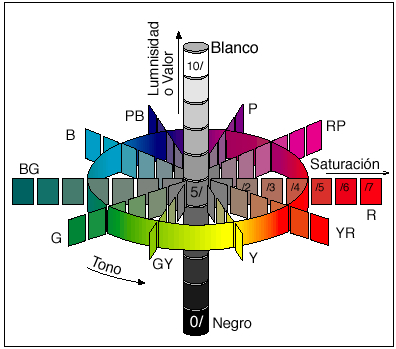 Blanco
10/
Lumnisidad
o Valor
PB
P
B
RP
BG
Saturación
5/
/2
/3
/4
/5
/6
/7
R
G
GY
Y
YR
Tono
0/
Negro